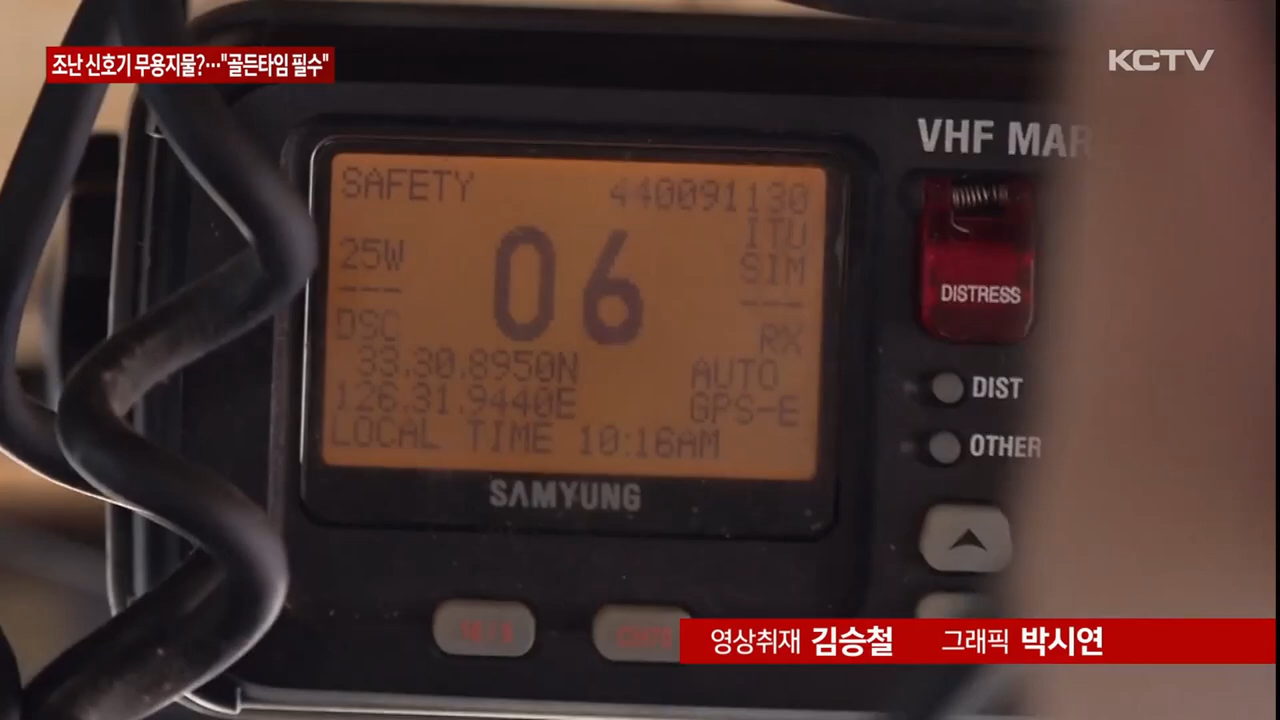 조난 신호기 무용지물?…"골든타임 필수"
KCTV
VHF MAR
SAFETY 440091130
ITU
25W 06 SIM
--- ---
DSC RX
33.30.8950N AUTO
126.31.9440E GPS-E
LOCAL TIME 10:16AM
DISTRESS
DIST
OTHER
SAMYUNG
영상취재 김승철 그래픽 박시연